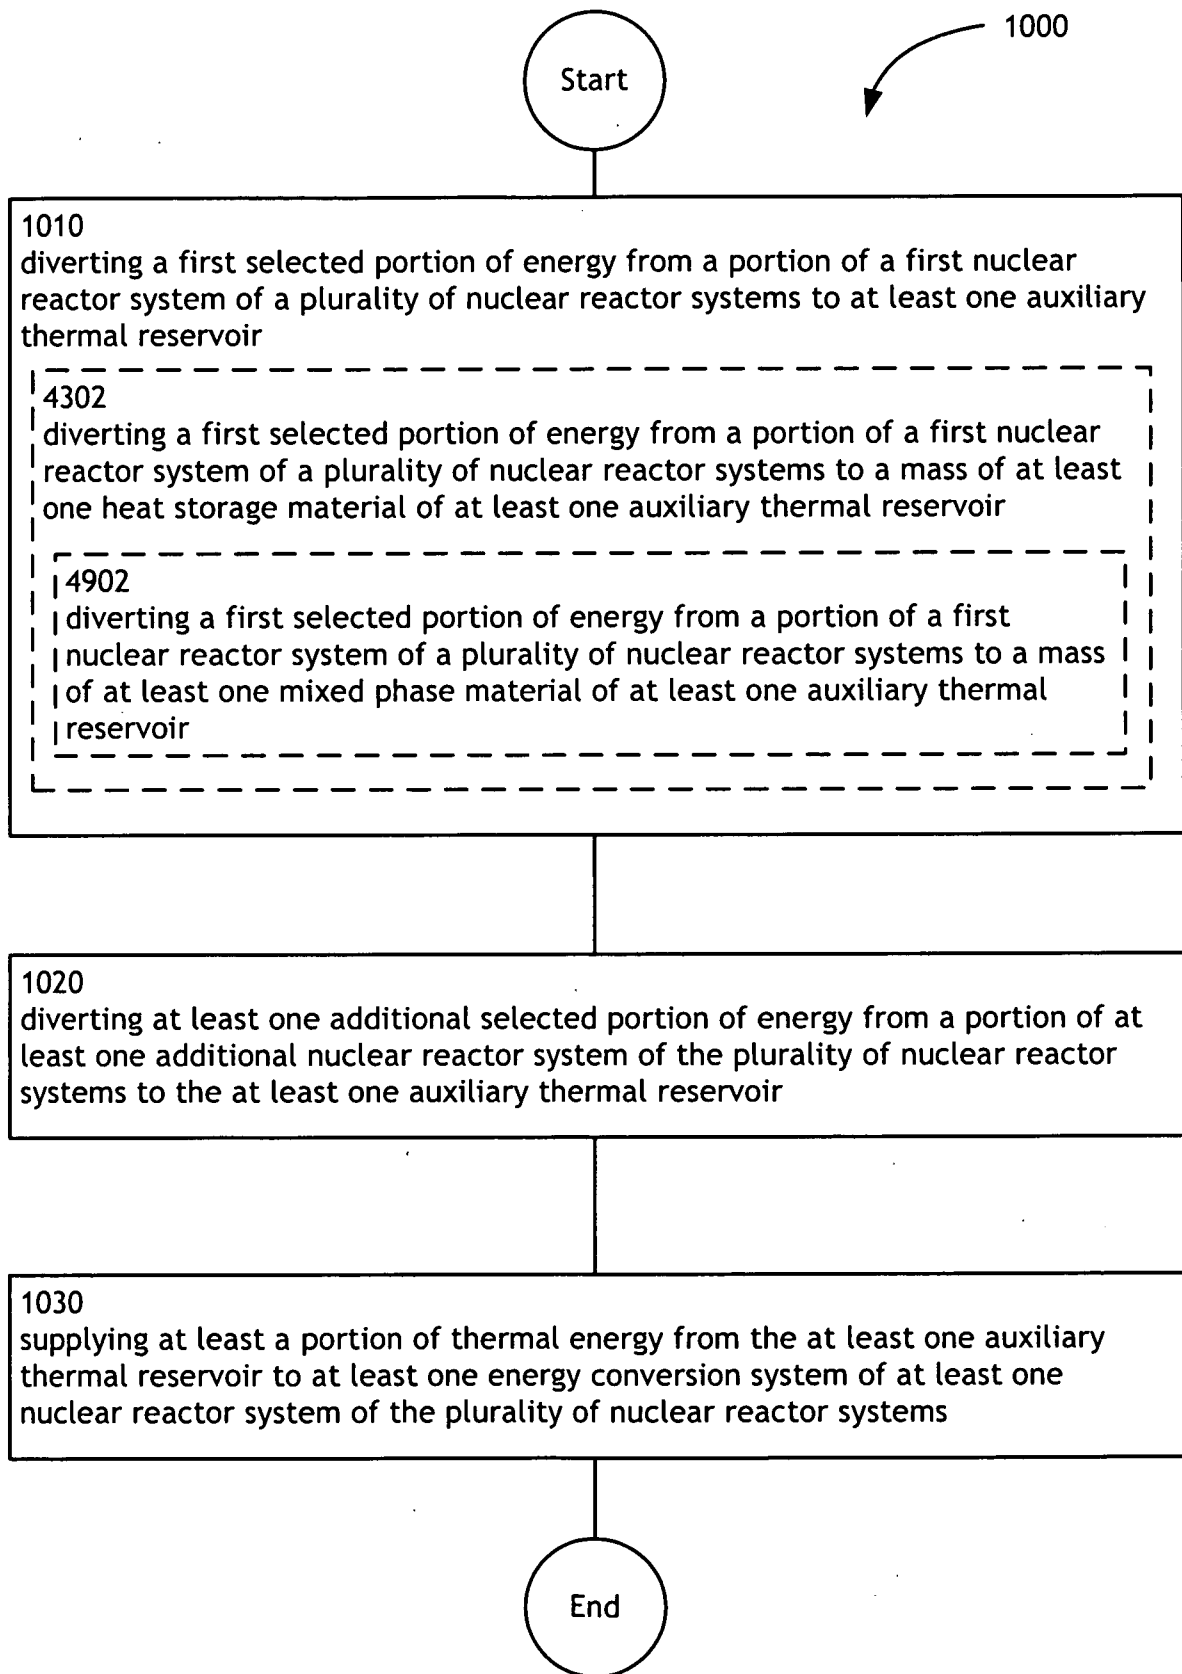 1000
Start
1010
diverting a first selected portion of energy from a portion of a first nuclear
reactor system of a plurality of nuclear reactor systems to at least one auxiliary
thermal reservoir
4302
diverting a first selected portion of energy from a portion of a first nuclear
reactor system of a plurality of nuclear reactor systems to a mass of at least
one heat storage material of at least one auxiliary thermal reservoir
4902
diverting a first selected portion of energy from a portion of a first
nuclear reactor system of a plurality of nuclear reactor systems to a mass
of at least one mixed phase material of at least one auxiliary thermal
reservoir
1020
diverting at least one additional selected portion of energy from a portion of at
least one additional nuclear reactor system of the plurality of nuclear reactor
systems to the at least one auxiliary thermal reservoir
1030
supplying at least a portion of thermal energy from the at least one auxiliary
thermal reservoir to at least one energy conversion system of at least one
nuclear reactor system of the plurality of nuclear reactor systems
End